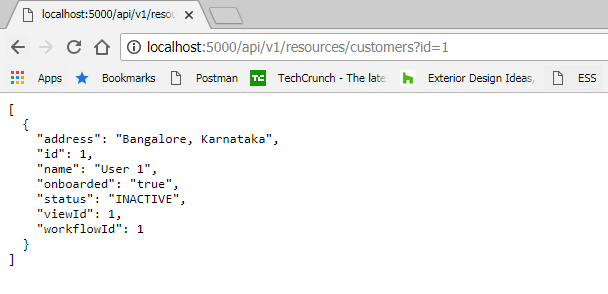 localhost:5000/api/v1/resou
localhost:5000/api/v1/resources/customers?id=1
Apps Bookmarks Postman TC TechCrunch - The late Exterior Design Ideas, ESS
[
  {
    "address": "Bangalore, Karnataka",
    "id": 1,
    "name": "User 1",
    "onboarded": "true",
    "status": "INACTIVE",
    "viewId": 1,
    "workflowId": 1
  }
]